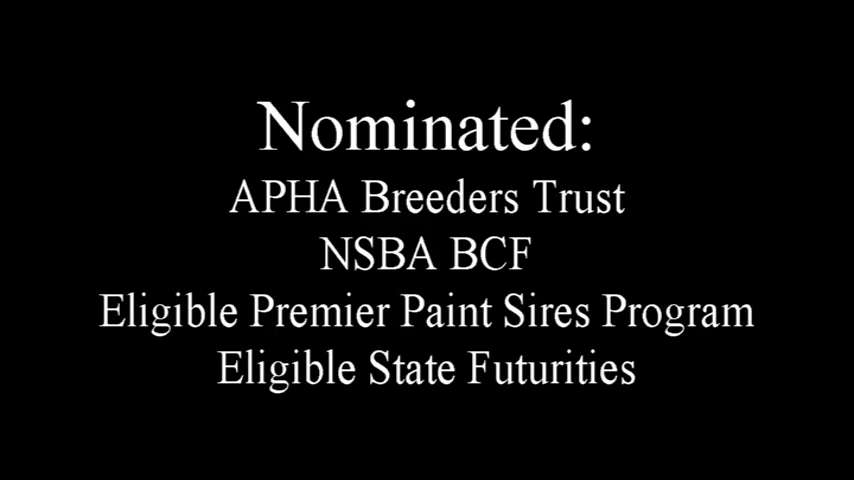 Nominated:
APHA Breeders Trust
NSBA BCF
Eligible Premier Paint Sires Program
Eligible State Futurities